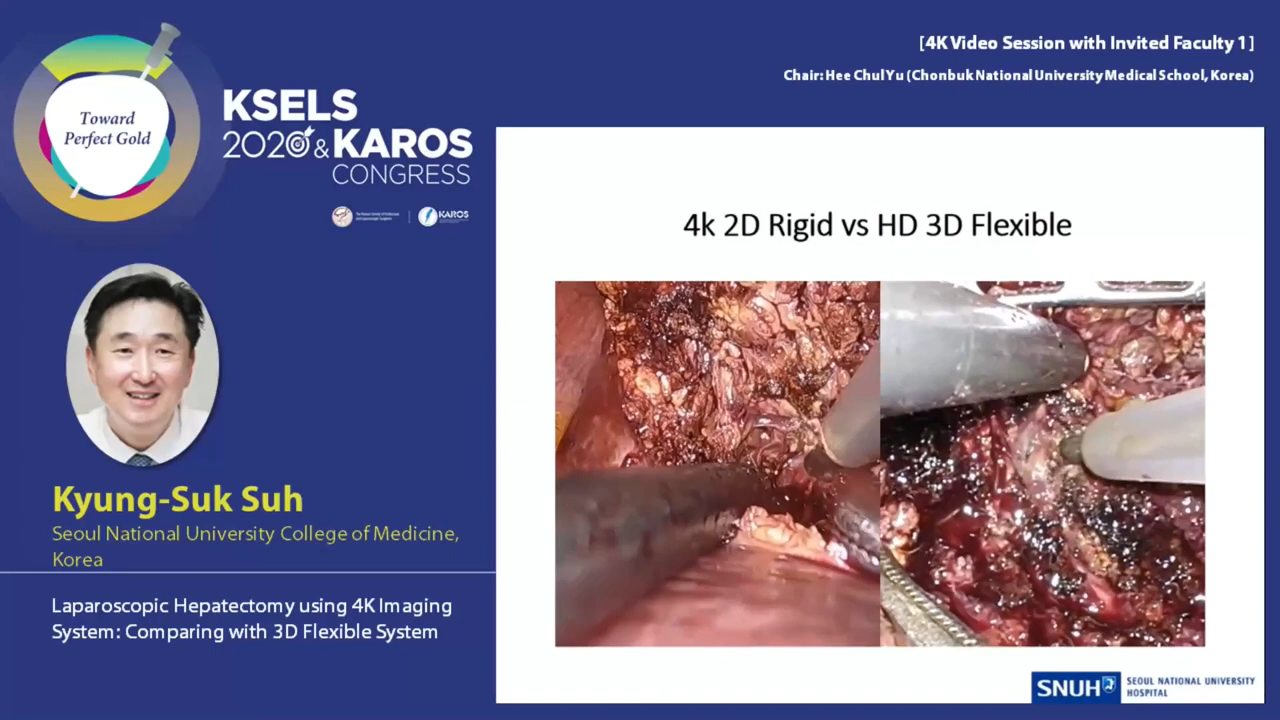 [4K Video Session with Invited Faculty 1]
Chair: Hee Chul Yu (Chonbuk National University Medical School, Korea)
Toward
Perfect Gold
KSELS
2020 & KAROS
CONGRESS
KAROS
Kyung-Suk Suh
Seoul National University College of Medicine,
Korea
Laparoscopic Hepatectomy using 4K Imaging
System: Comparing with 3D Flexible System
4k 2D Rigid vs HD 3D Flexible
SNUH
SEOUL NATIONAL UNIVERSITY
HOSPITAL